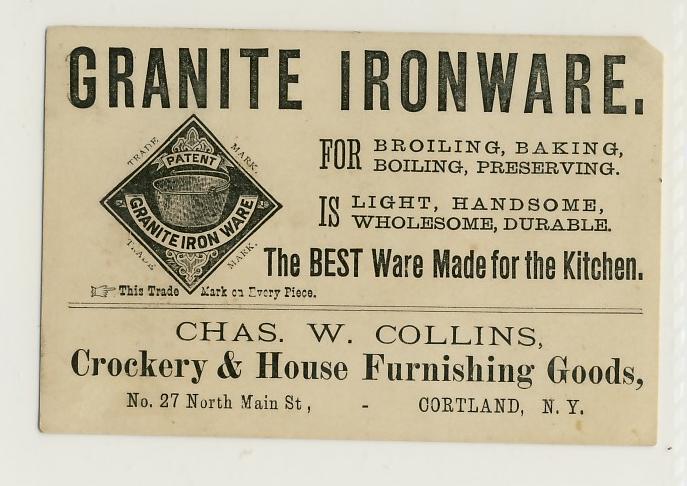 GRANITE IRONWARE.
TRADE MARK.
PATENT
GRANITE IRON WARE
TRADE MARK.
FOR BROILING, BAKING,
BOILING, PRESERVING.
IS LIGHT, HANDSOME,
WHOLESOME, DURABLE.
The BEST Ware Made for the Kitchen.
This Trade Mark on Every Piece.
CHAS. W. COLLINS,
Crockery & House Furnishing Goods,
No. 27 North Main St, - CORTLAND, N. Y.